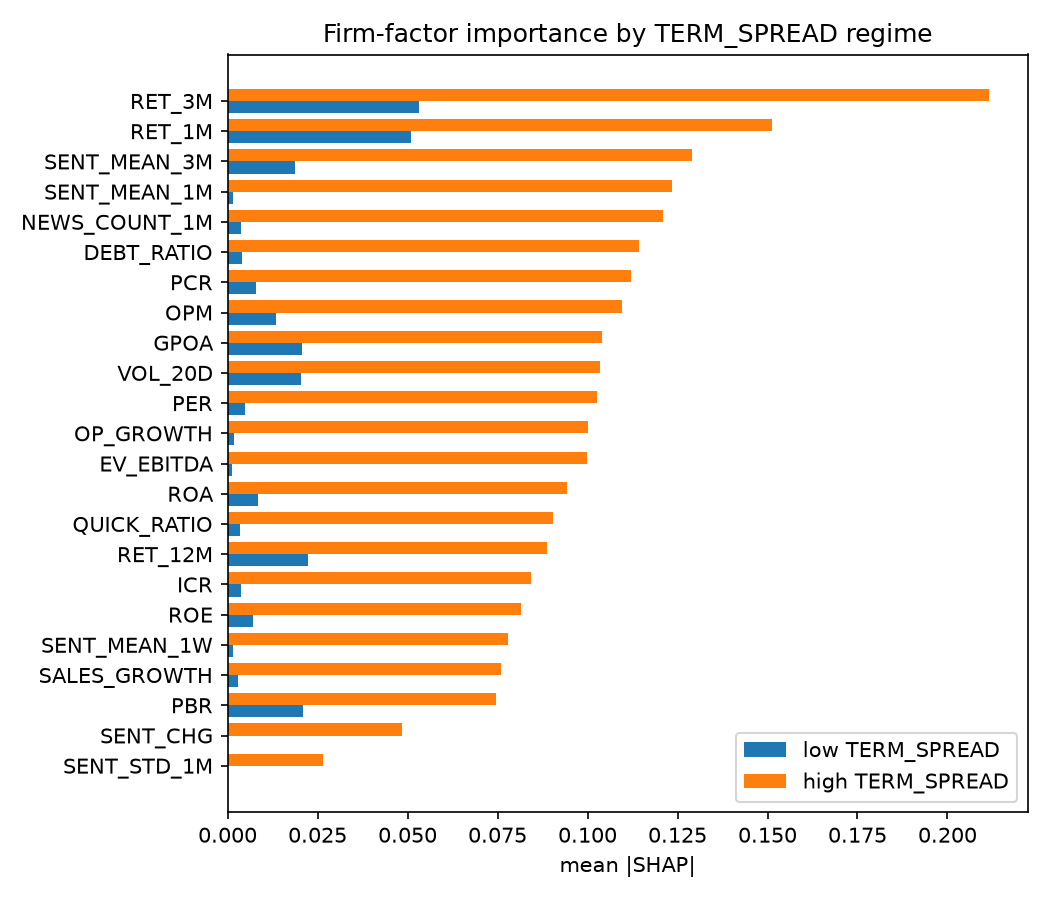 Firm-factor importance by TERM_SPREAD regime
RET_3M
RET_1M
SENT_MEAN_3M
SENT_MEAN_1M
NEWS_COUNT_1M
DEBT_RATIO
PCR
OPM
GPOA
VOL_20D
PER
OP_GROWTH
EV_EBITDA
ROA
QUICK_RATIO
RET_12M
ICR
ROE
SENT_MEAN_1W
SALES_GROWTH
PBR
SENT_CHG
SENT_STD_1M
low TERM_SPREAD
high TERM_SPREAD
0.000 0.025 0.050 0.075 0.100 0.125 0.150 0.175 0.200
mean |SHAP|